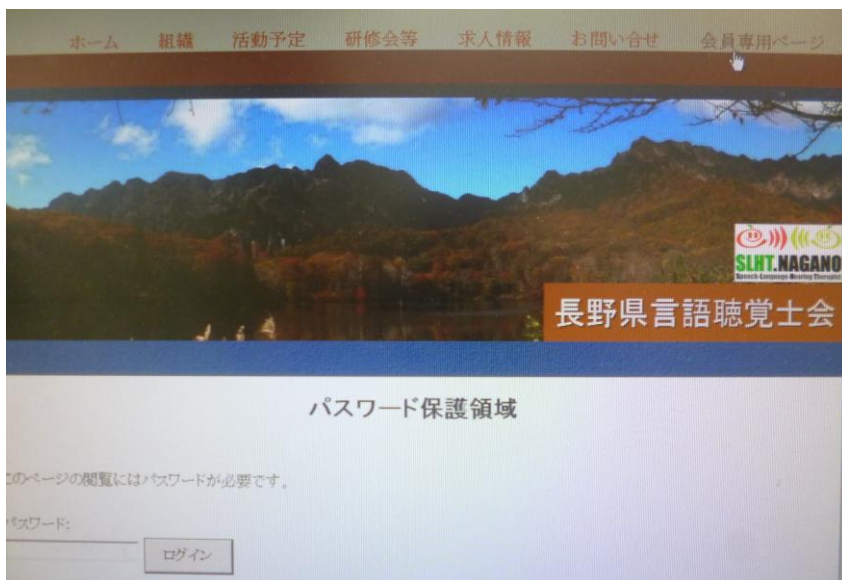 ホーム 組織 活動予定 研修会等 求人情報 お問い合せ 会員専用ページ
SLHT.NAGANO
Speech-Language-Hearing Therapist
長野県言語聴覚士会
パスワード保護領域
このページの閲覧にはパスワードが必要です。
パスワード:
ログイン